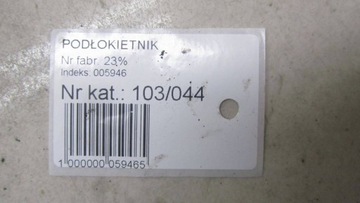 PODŁOKIETNIK
Nr fabr 23%
Indeks 005946
Nr kat.: 103/044
1 000000 059465